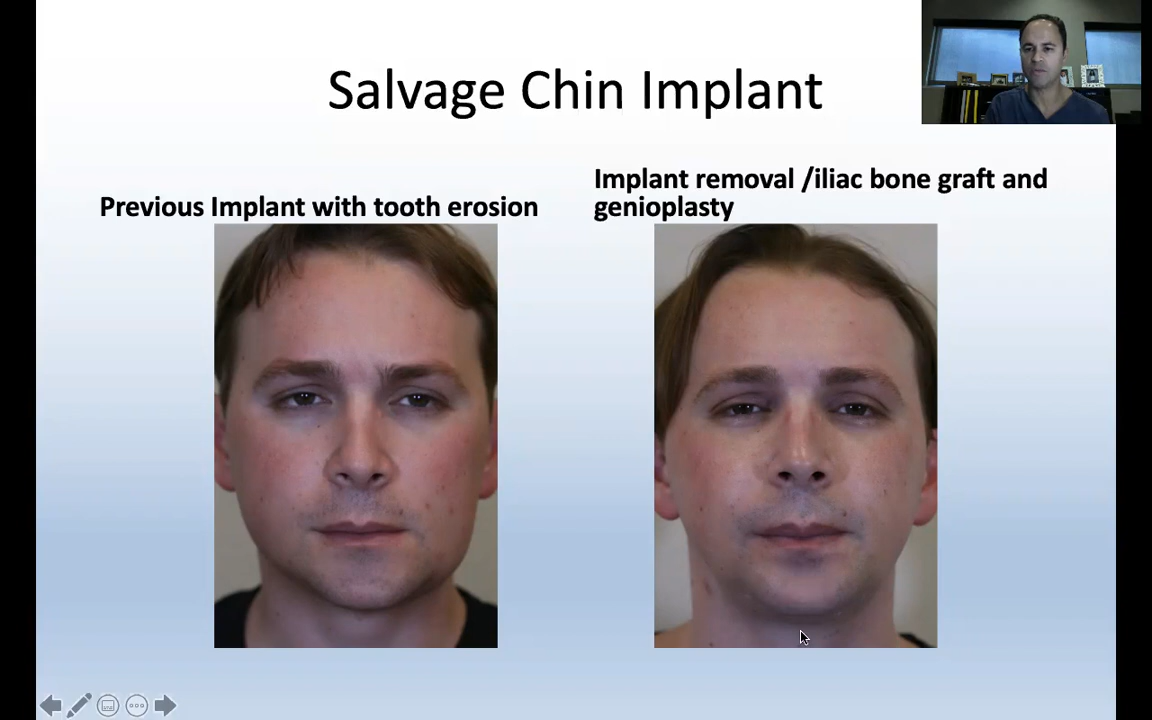 Salvage Chin Implant
Previous Implant with tooth erosion
Implant removal /iliac bone graft and
genioplasty